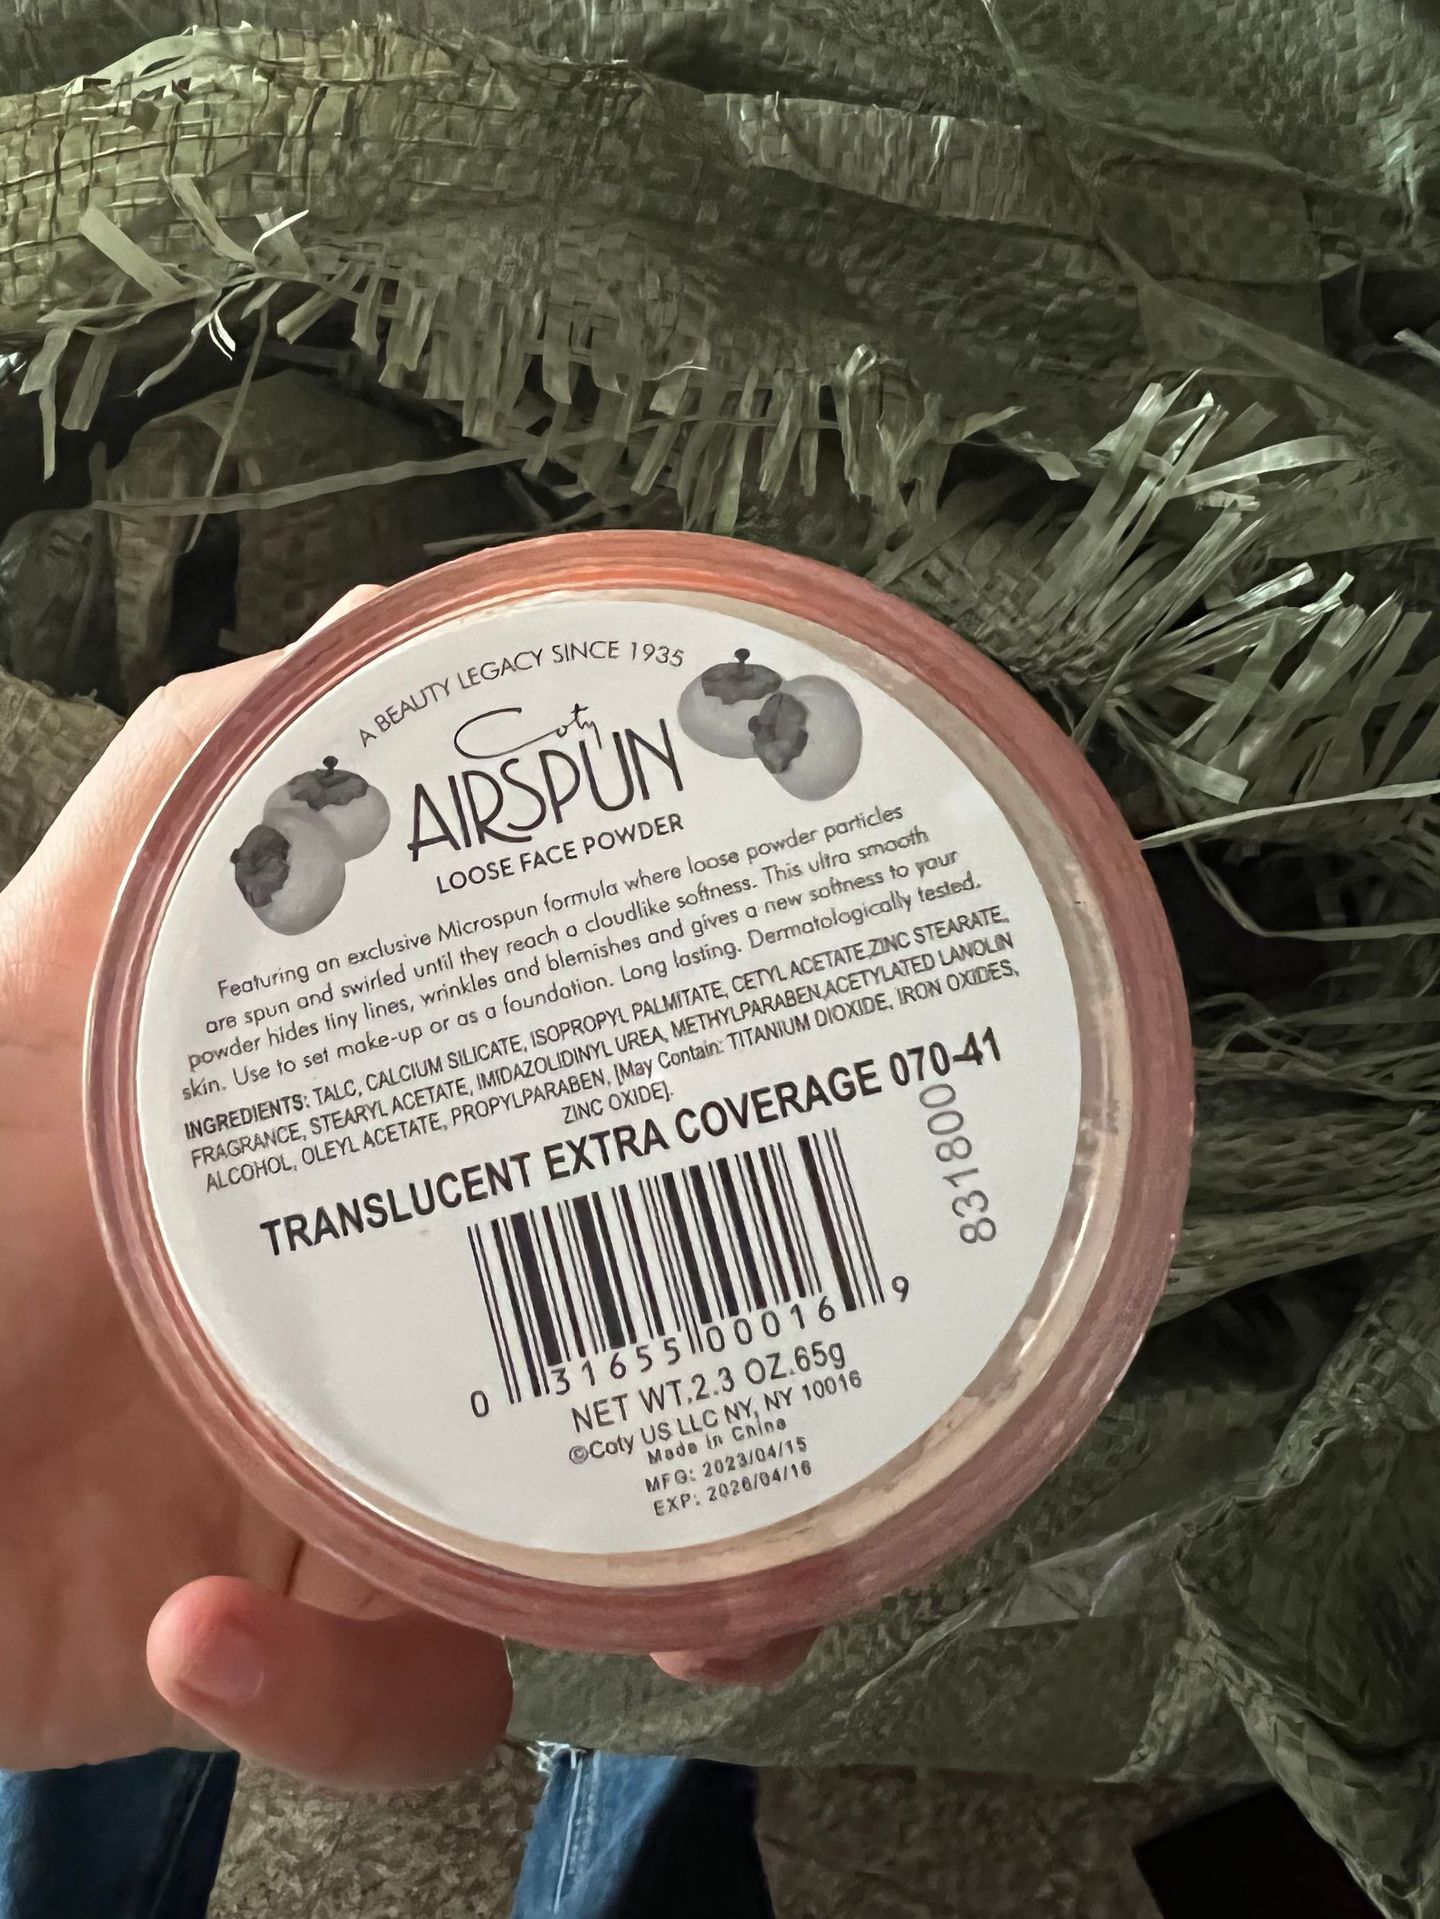 A BEAUTY LEGACY SINCE 1935
Coty
AIRSPUN
LOOSE FACE POWDER
Featuring an exclusive Microspun formula where loose powder particles
are spun and swirled until they reach a cloudlike softness. This ultra smooth
powder hides tiny lines, wrinkles and blemishes and gives a new softness to your
skin. Use to set make-up or as a foundation. Long lasting. Dermatologically tested.
INGREDIENTS: TALC, CALCIUM SILICATE, ISOPROPYL PALMITATE, CETYL ACETATE,ZINC STEARATE,
FRAGRANCE, STEARYL ACETATE, IMIDAZOLIDINYL UREA, METHYLPARABEN,ACETYLATED LANOLIN
ALCOHOL, OLEYL ACETATE, PROPYLPARABEN, [May Contain: TITANIUM DIOXIDE, IRON OXIDES,
ZINC OXIDE].
TRANSLUCENT EXTRA COVERAGE 070-41
831800
0 31655 00016 9
NET WT.2.3 OZ.65g
©Coty US LLC NY, NY 10016
Made in China
MFG: 2023/04/15
EXP: 2026/04/16